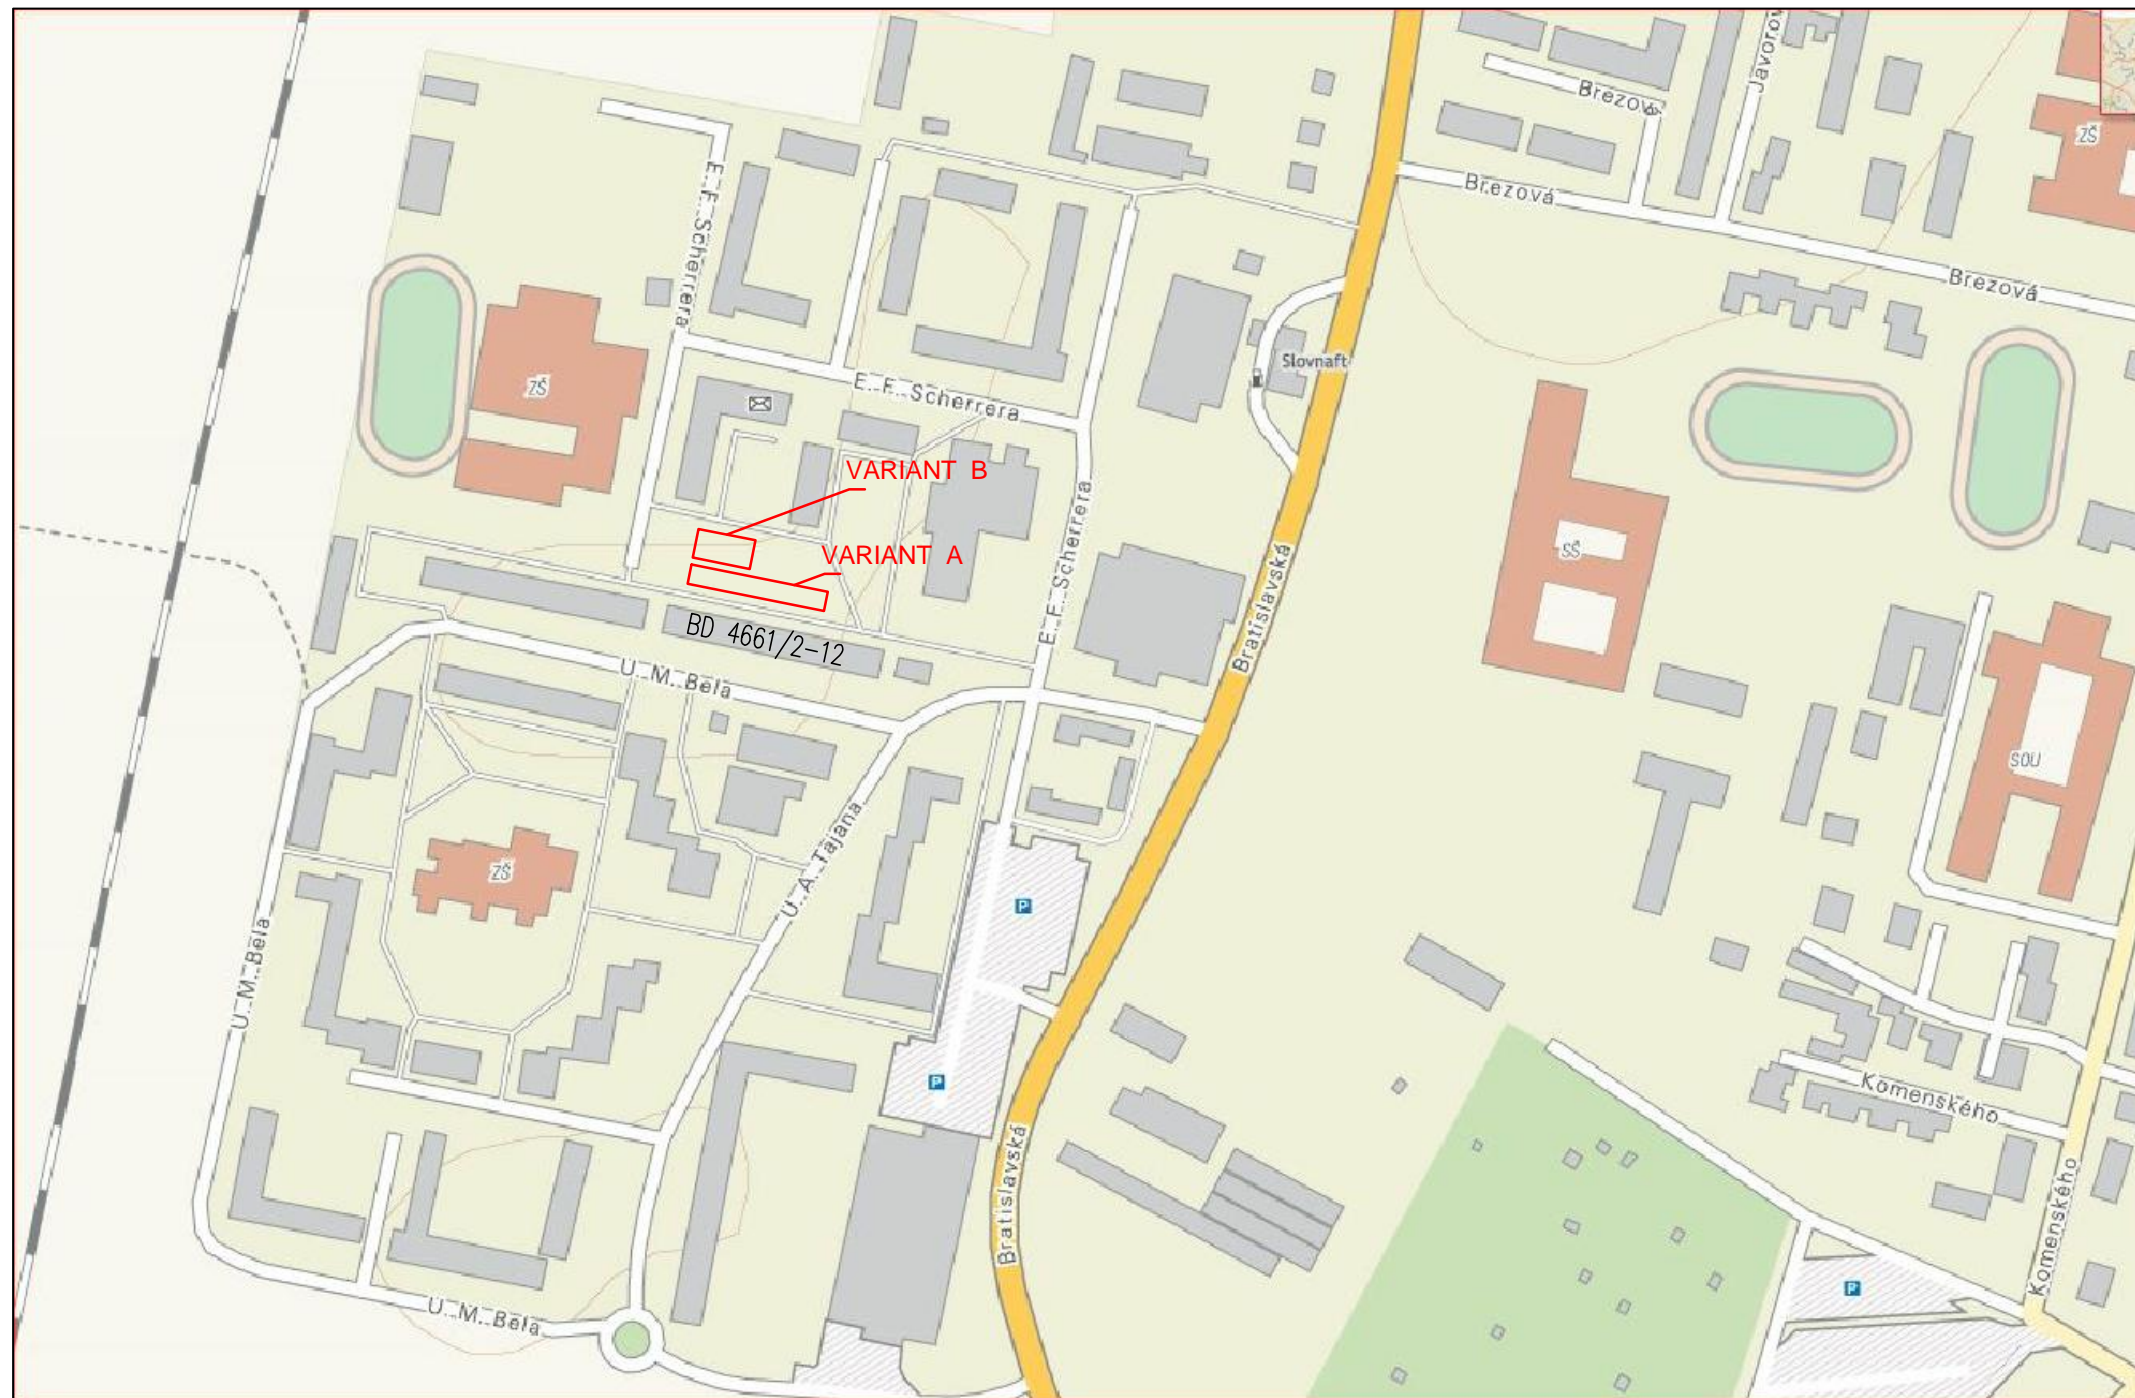 Javorov
Brezová
ZŠ
Brezová
E. F. Scherrera
Brezová
Slovnaft
ZŠ
E. F. Scherrera
VARIANT B
E. F. Scherrera
VARIANT A
SŠ
Bratislavská
BD 4661/2-12
U. M. Bela
SOU
U. A. Tajana
ZŠ
P
U. M. Bela
P
Komenského
Bratislavská
Komenského
P
U. M. Bela